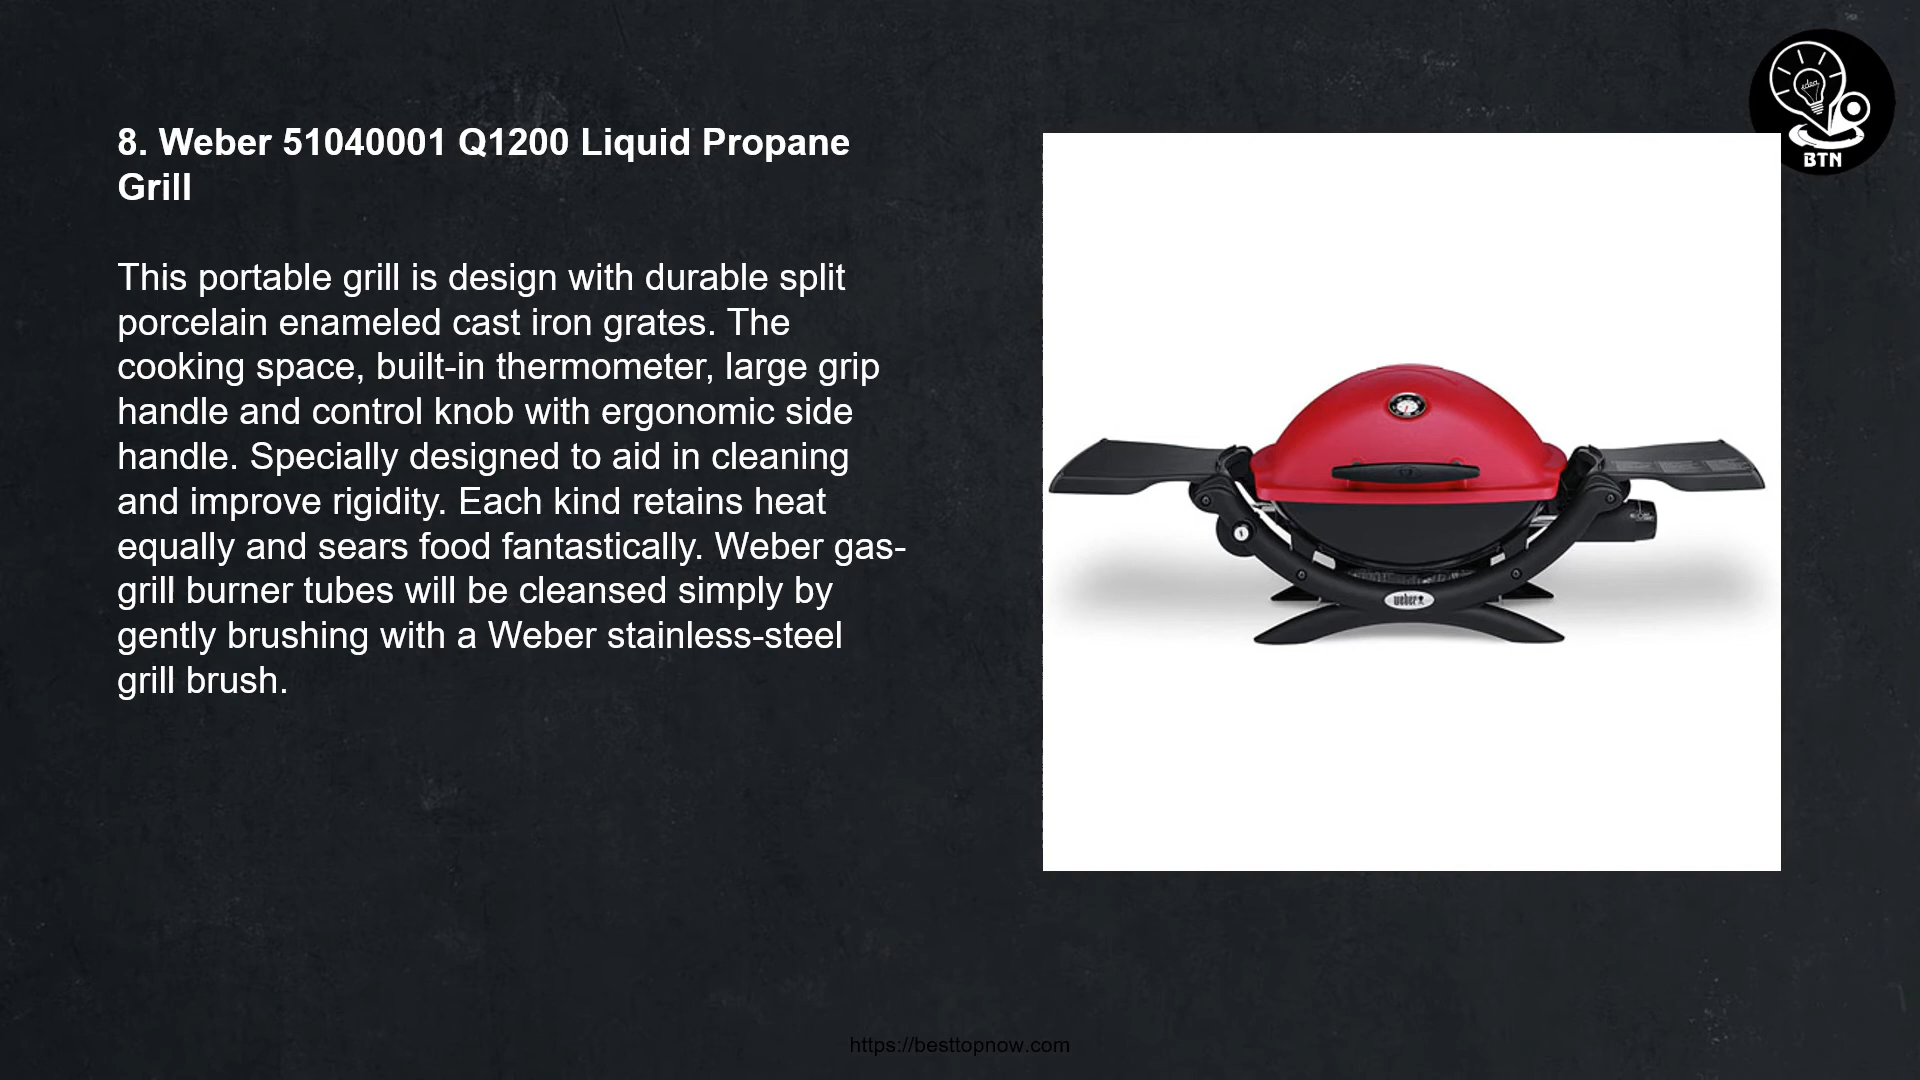 8. Weber 51040001 Q1200 Liquid Propane
Grill
This portable grill is design with durable split
porcelain enameled cast iron grates. The
cooking space, built-in thermometer, large grip
handle and control knob with ergonomic side
handle. Specially designed to aid in cleaning
and improve rigidity. Each kind retains heat
equally and sears food fantastically. Weber gas-
grill burner tubes will be cleansed simply by
gently brushing with a Weber stainless-steel
grill brush.
idea
BTN
weber
https://besttopnow.com